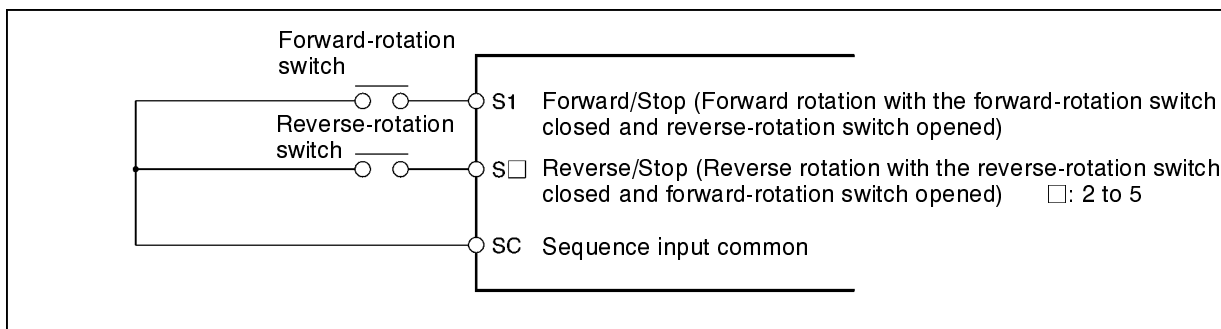 Forward-rotation
switch
S1 Forward/Stop (Forward rotation with the forward-rotation switch
closed and reverse-rotation switch opened)
Reverse-rotation
switch
S□ Reverse/Stop (Reverse rotation with the reverse-rotation switch
closed and forward-rotation switch opened) □: 2 to 5
SC Sequence input common